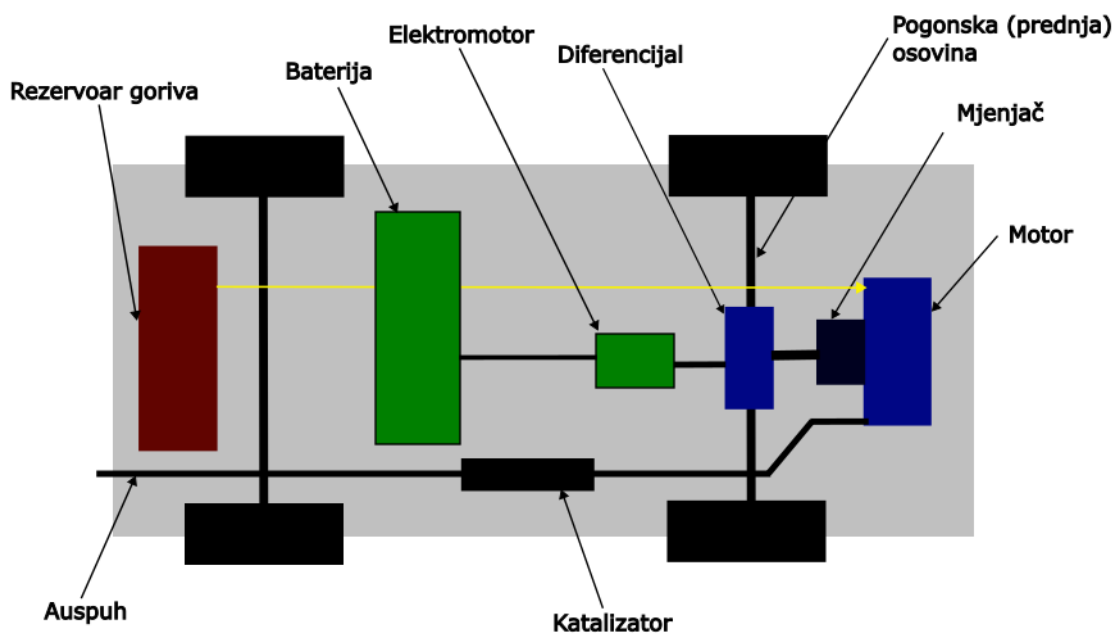 Pogonska (prednja)
osovina
Elektromotor
Diferencijal
Baterija
Rezervoar goriva
Mjenjač
Motor
Auspuh
Katalizator